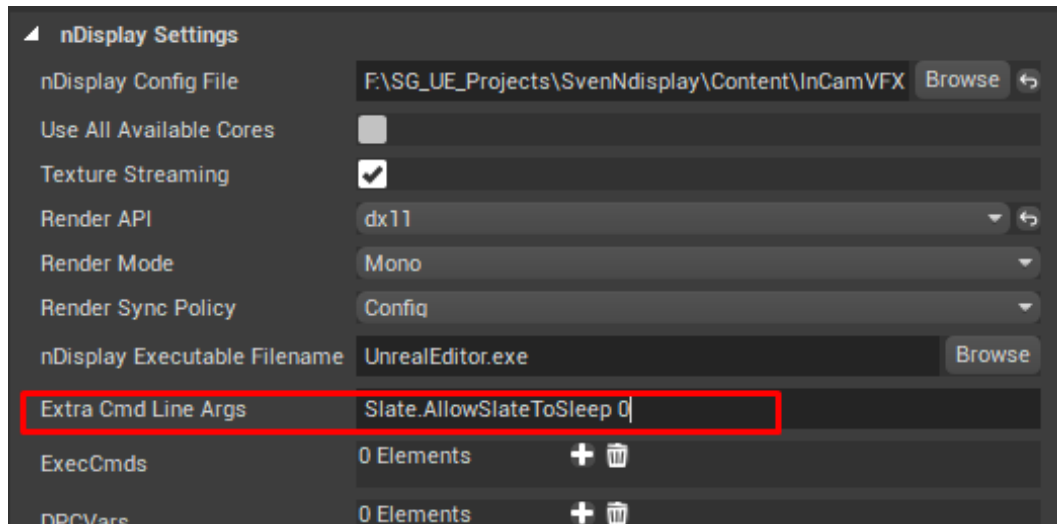 nDisplay Settings
nDisplay Config File F:\SG_UE_Projects\SvenNdisplay\Content\InCamVFX Browse
Use All Available Cores
Texture Streaming
Render API dx11
Render Mode Mono
Render Sync Policy Config
nDisplay Executable Filename UnrealEditor.exe Browse
Extra Cmd Line Args Slate.AllowSlateToSleep 0
ExecCmds 0 Elements
DPCVars 0 Elements